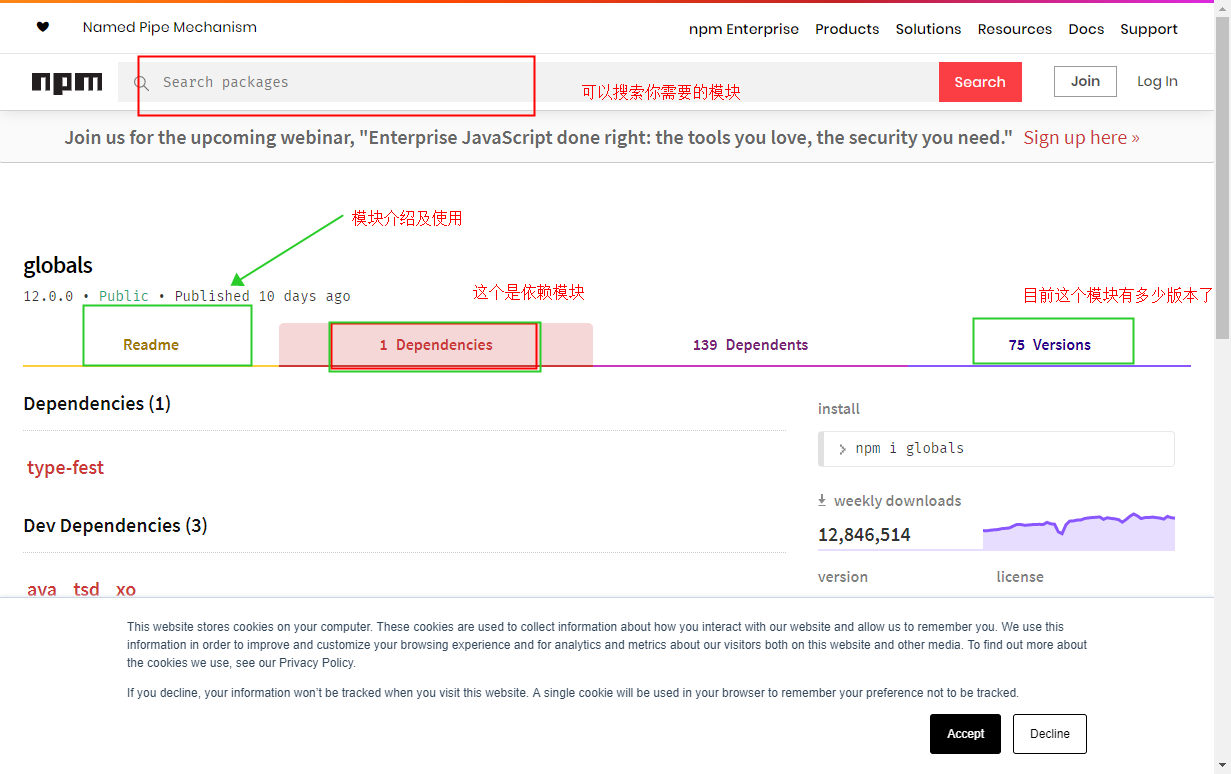 Named Pipe Mechanism
npm Enterprise Products Solutions Resources Docs Support
npm
Search packages
可以搜索你需要的模块
Search
Join
Log In
Join us for the upcoming webinar, "Enterprise JavaScript done right: the tools you love, the security you need." Sign up here »
模块介绍及使用
globals
12.0.0 • Public • Published 10 days ago
这个是依赖模块
目前这个模块有多少版本了
Readme
1 Dependencies
139 Dependents
75 Versions
Dependencies (1)
type-fest
Dev Dependencies (3)
ava tsd xo
install
npm i globals
weekly downloads
12,846,514
version
license
This website stores cookies on your computer. These cookies are used to collect information about how you interact with our website and allow us to remember you. We use this
information in order to improve and customize your browsing experience and for analytics and metrics about our visitors both on this website and other media. To find out more about
the cookies we use, see our Privacy Policy.
If you decline, your information won't be tracked when you visit this website. A single cookie will be used in your browser to remember your preference not to be tracked.
Accept
Decline